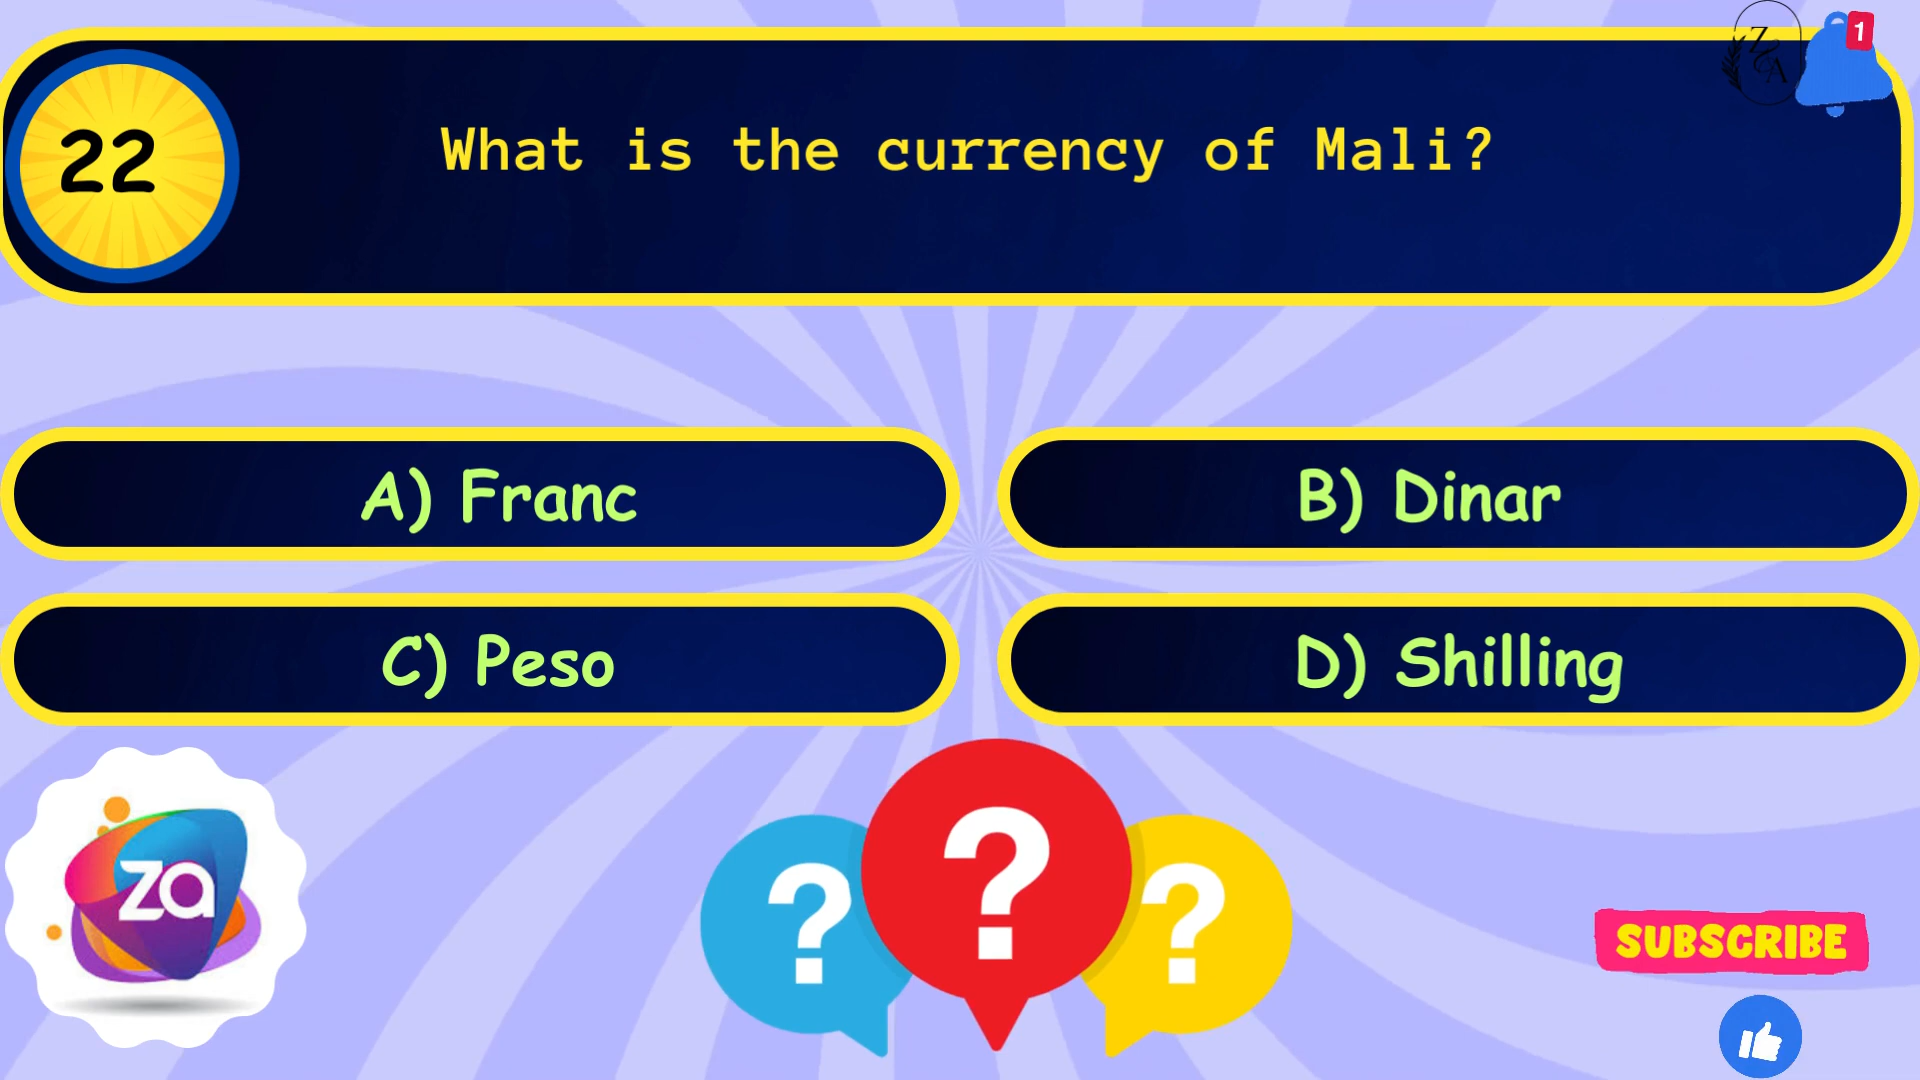 1
Z
&
A
22
What is the currency of Mali?
A) Franc
B) Dinar
C) Peso
D) Shilling
?
?
?
za
SUBSCRIBE